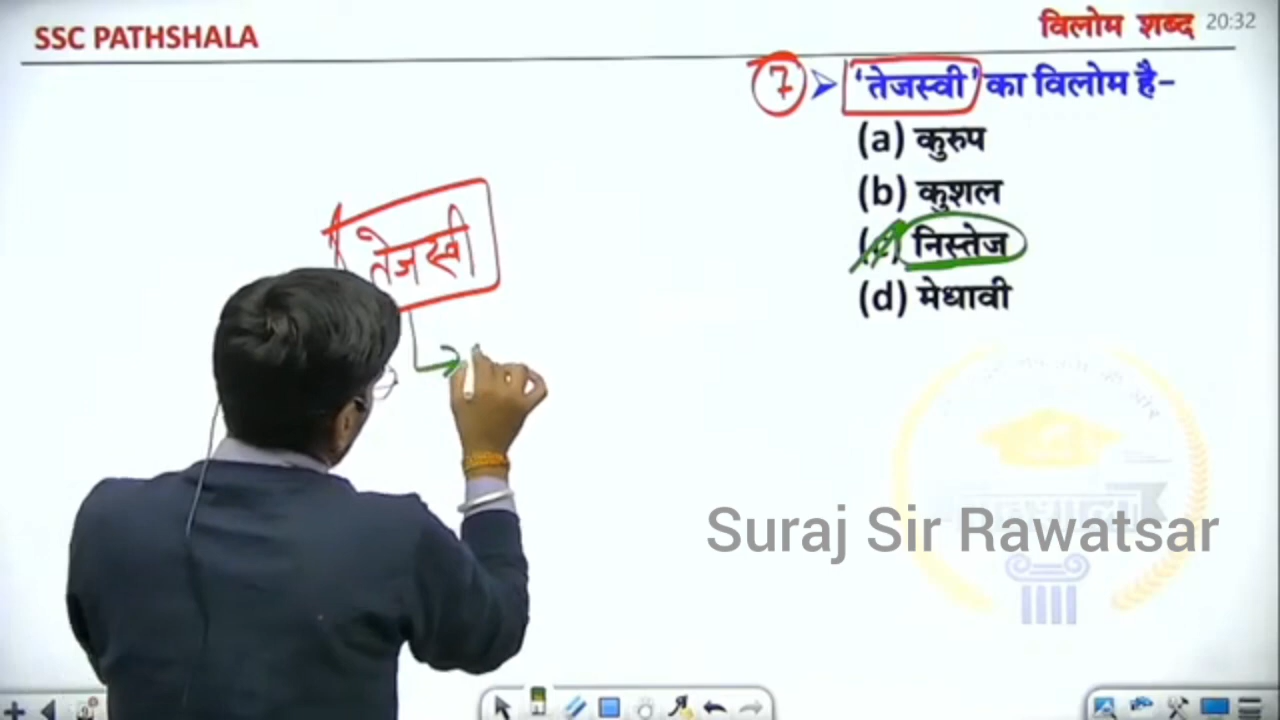 SSC PATHSHALA
विलोम शब्द 20:32
7 ➤ 'तेजस्वी' का विलोम है-
(a) कुरुप
(b) कुशल
(c) निस्तेज
(d) मेधावी
तेजस्वी
Suraj Sir Rawatsar